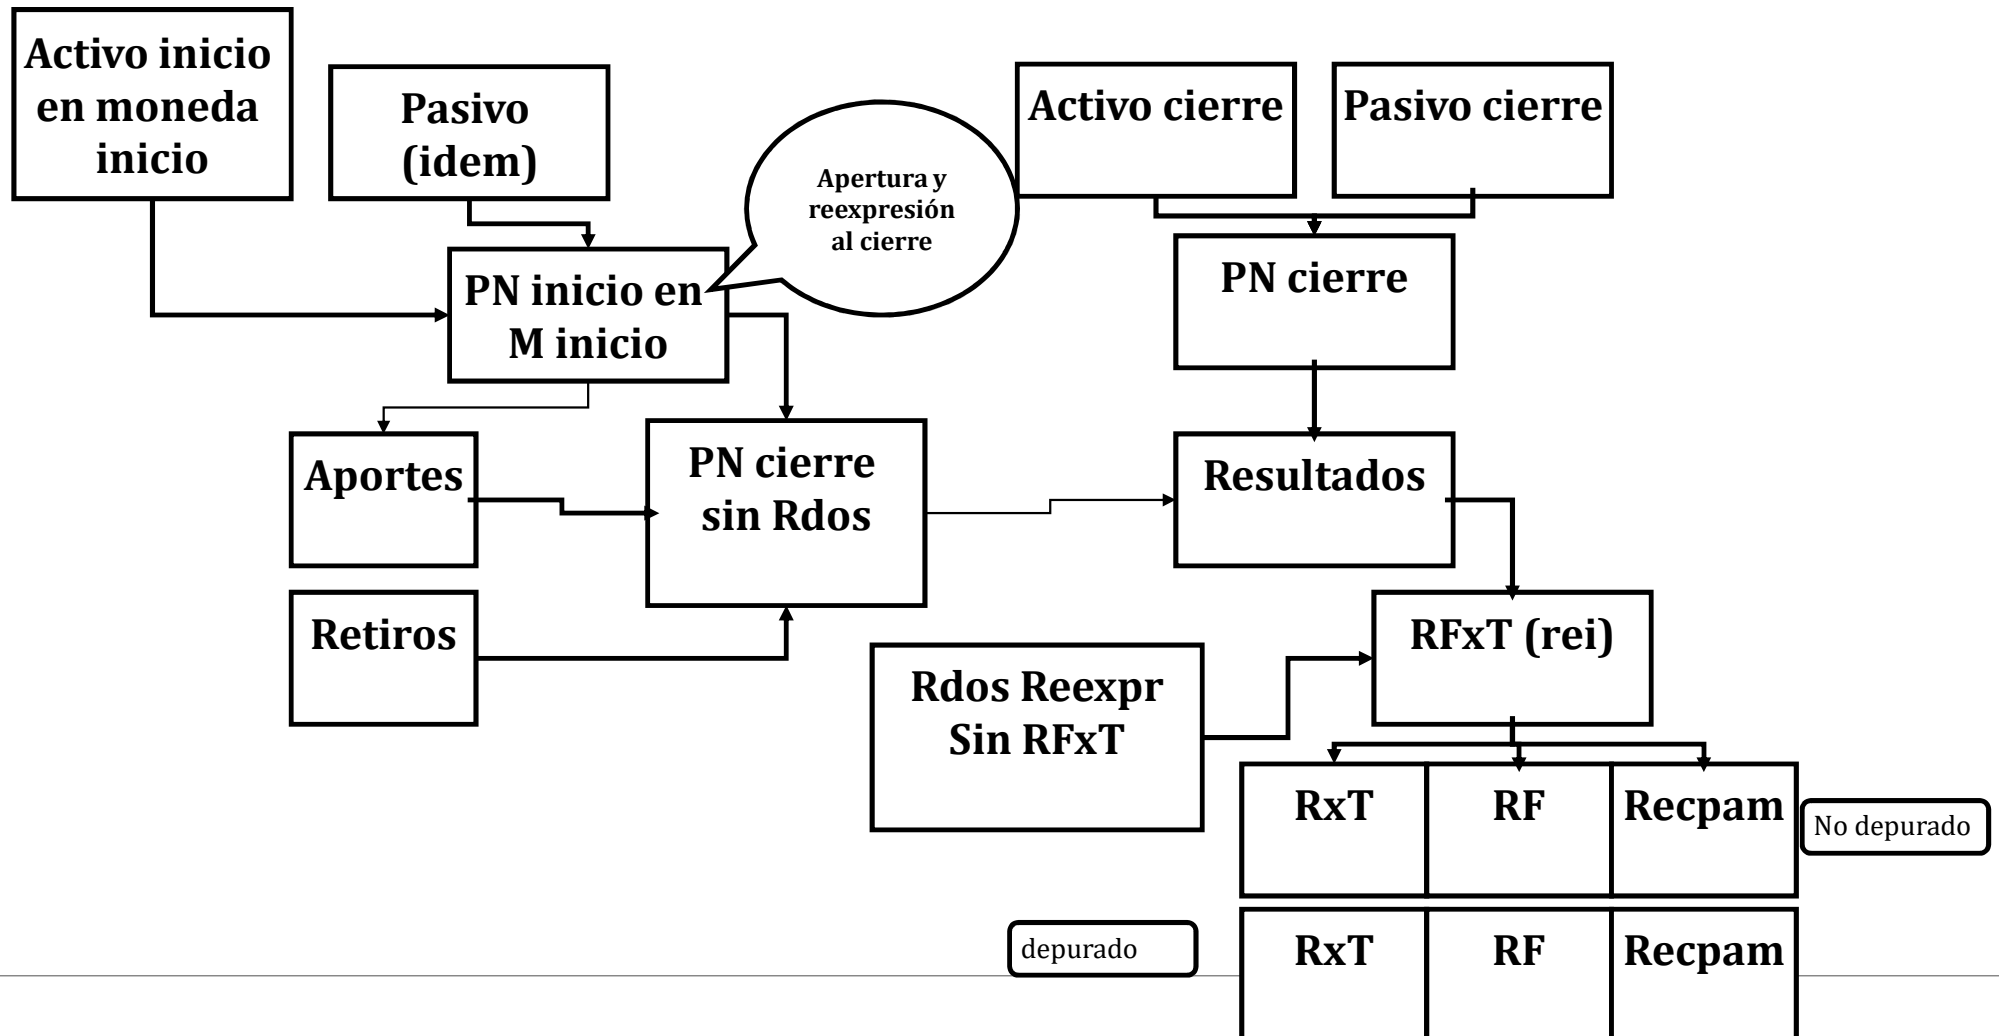 Activo inicio
en moneda
inicio
Pasivo
(idem)
Apertura y
reexpresión
al cierre
Activo cierre
Pasivo cierre
PN inicio en
M inicio
PN cierre
Aportes
PN cierre
sin Rdos
Resultados
Retiros
RFxT (rei)
Rdos Reexpr
Sin RFxT
RxT
RF
Recpam
No depurado
depurado
RxT
RF
Recpam